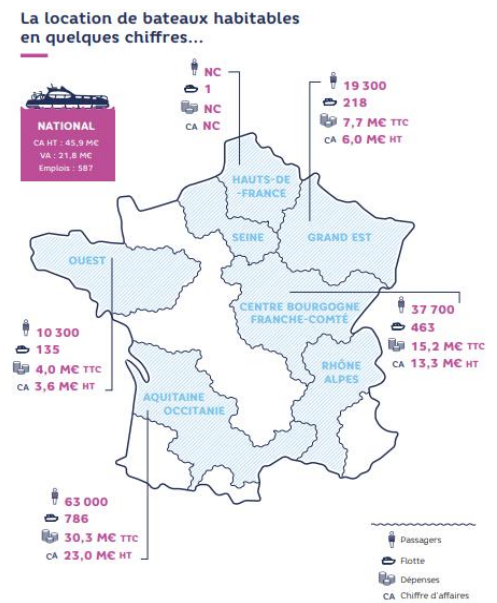 La location de bateaux habitables
en quelques chiffres...
NATIONAL
CA HT : 45,9 M€
VA : 21,8 M€
Emplois : 587
NC
1
NC
CA NC
19 300
218
7,7 M€ TTC
CA 6,0 M€ HT
HAUTS-DE
-FRANCE
SEINE
GRAND EST
OUEST
CENTRE BOURGOGNE
FRANCHE-COMTÉ
37 700
463
15,2 M€ TTC
CA 13,3 M€ HT
10 300
135
4,0 M€ TTC
CA 3,6 M€ HT
RHÔNE
ALPES
AQUITAINE
OCCITANIE
63 000
786
30,3 M€ TTC
CA 23,0 M€ HT
Passagers
Flotte
Dépenses
CA Chiffre d'affaires